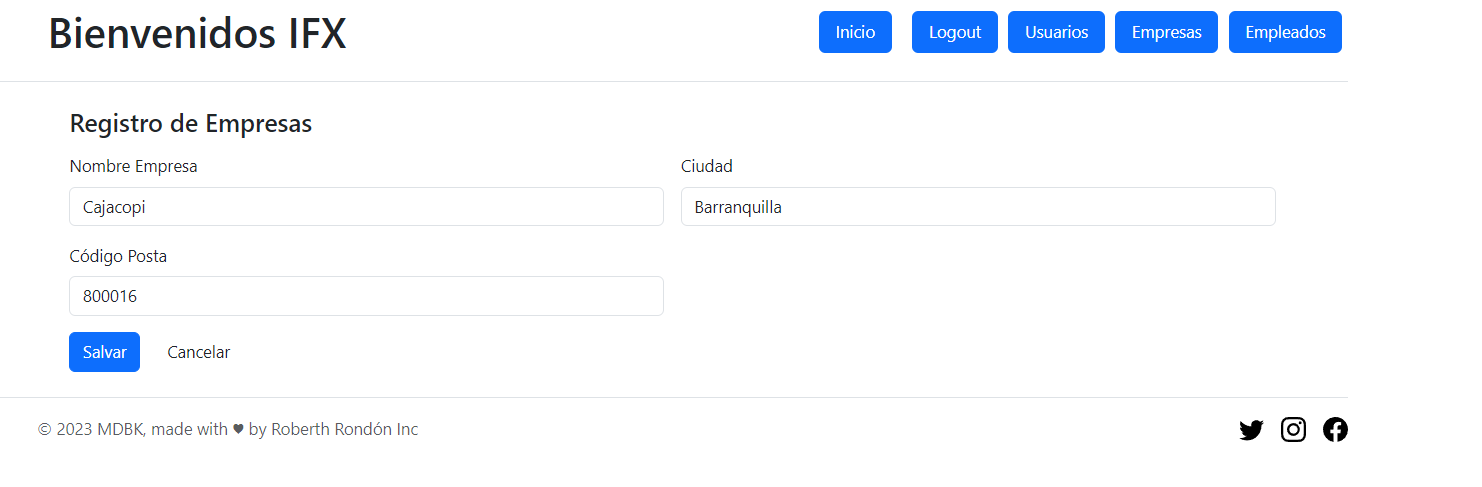 Bienvenidos IFX
Inicio Logout Usuarios Empresas Empleados
Registro de Empresas
Nombre Empresa Ciudad
Cajacopi Barranquilla
Código Posta
800016
Salvar Cancelar
© 2023 MDBK, made with ♥ by Roberth Rondón Inc